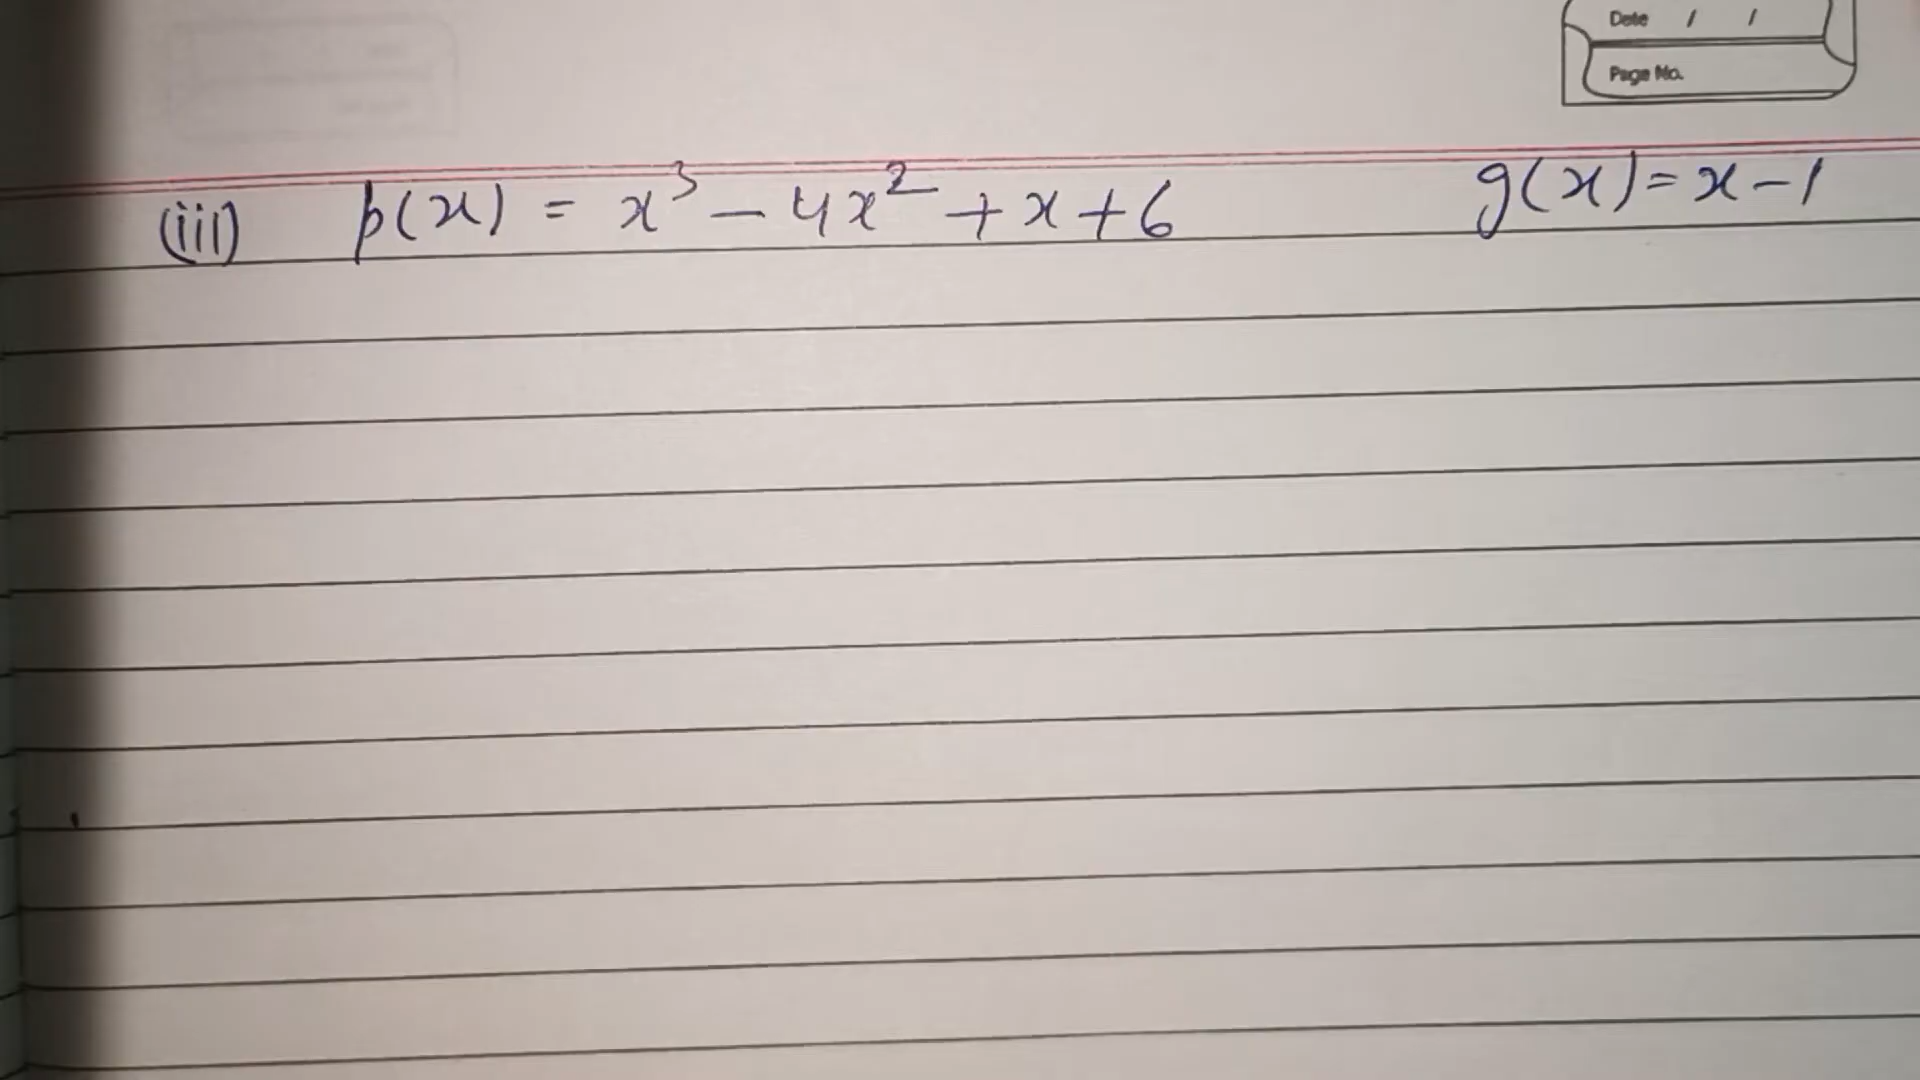 Date / /
Page No.
(iii) p(x) = x³ - 4x² + x + 6 g(x) = x - 1